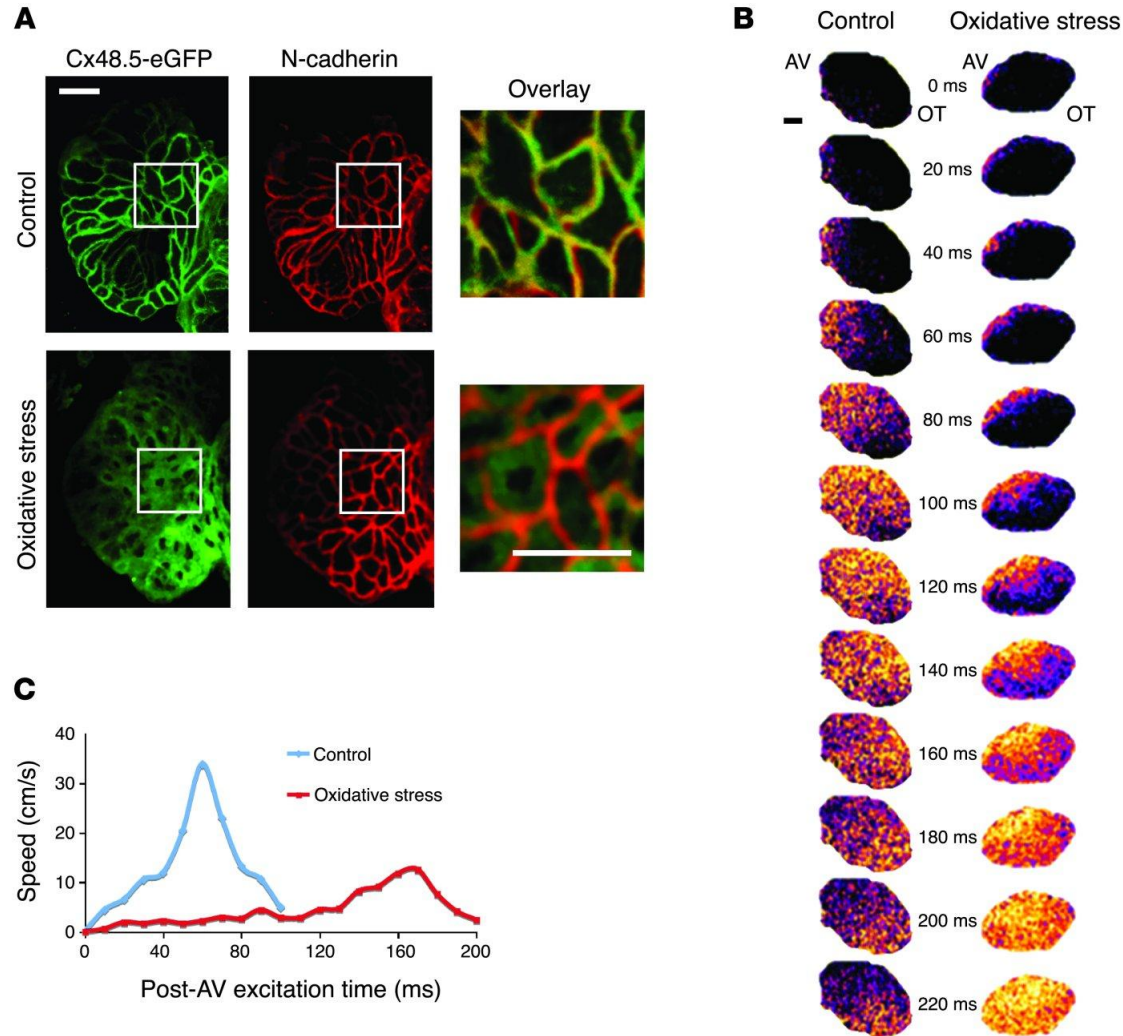 A
Cx48.5-eGFP
N-cadherin
Overlay
Control
Oxidative stress
B
Control
Oxidative stress
AV
AV
0 ms
OT
OT
20 ms
40 ms
60 ms
80 ms
100 ms
120 ms
140 ms
160 ms
180 ms
200 ms
220 ms
C
40
30
20
10
0
Speed (cm/s)
Control
Oxidative stress
0
40
80
120
160
200
Post-AV excitation time (ms)